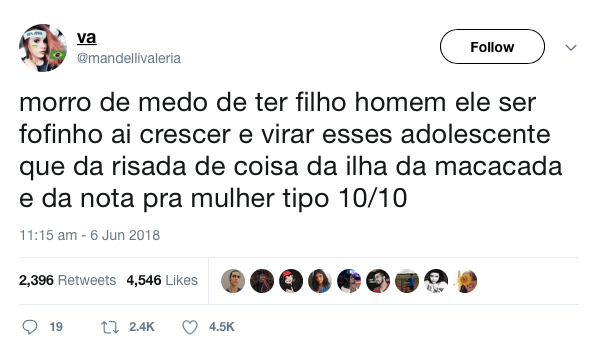 va
@mandellivaleria
Follow
morro de medo de ter filho homem ele ser
fofinho ai crescer e virar esses adolescente
que da risada de coisa da ilha da macacada
e da nota pra mulher tipo 10/10
11:15 am - 6 Jun 2018
2,396 Retweets 4,546 Likes
19 2.4K 4.5K